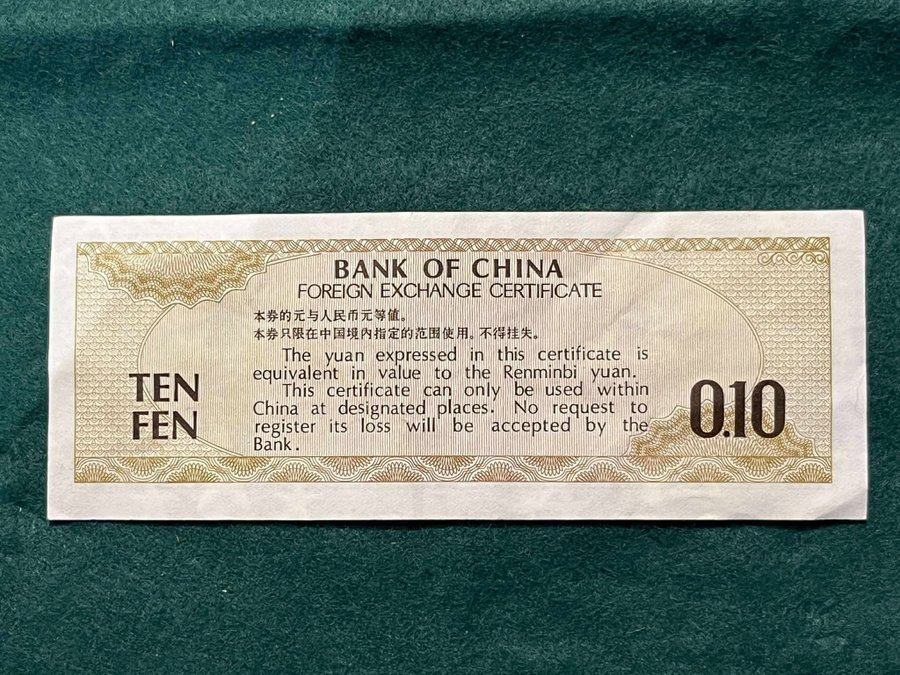 BANK OF CHINA
FOREIGN EXCHANGE CERTIFICATE
本券的元与人民币元等值。
本券只限在中国境内指定的范围使用。不得挂失。
The yuan expressed in this certificate is
equivalent in value to the Renminbi yuan.
This certificate can only be used within
China at designated places. No request to
register its loss will be accepted by the
Bank.
TEN
FEN
0.10